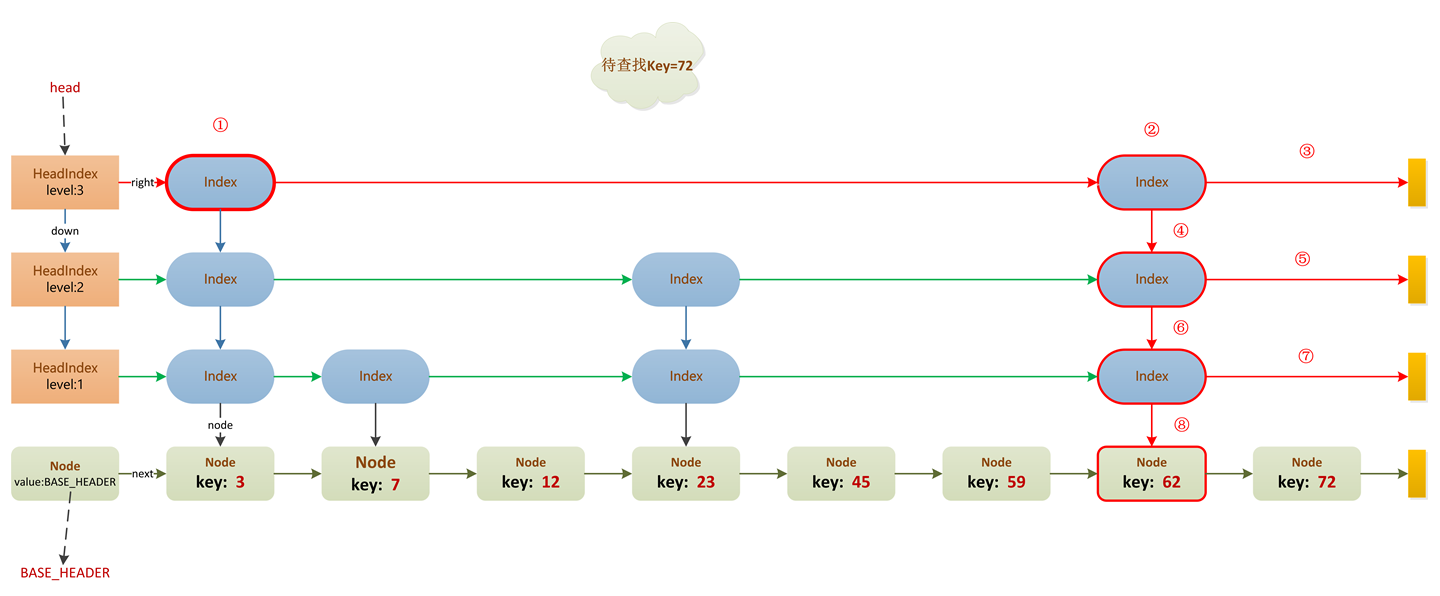 待查找Key=72
head
①
②
③
HeadIndex
level:3
right
Index
Index
down
④
HeadIndex
level:2
Index
Index
Index
⑤
⑥
HeadIndex
level:1
Index
Index
Index
Index
⑦
node
⑧
Node
value:BASE_HEADER
next
Node
key: 3
Node
key: 7
Node
key: 12
Node
key: 23
Node
key: 45
Node
key: 59
Node
key: 62
Node
key: 72
BASE_HEADER